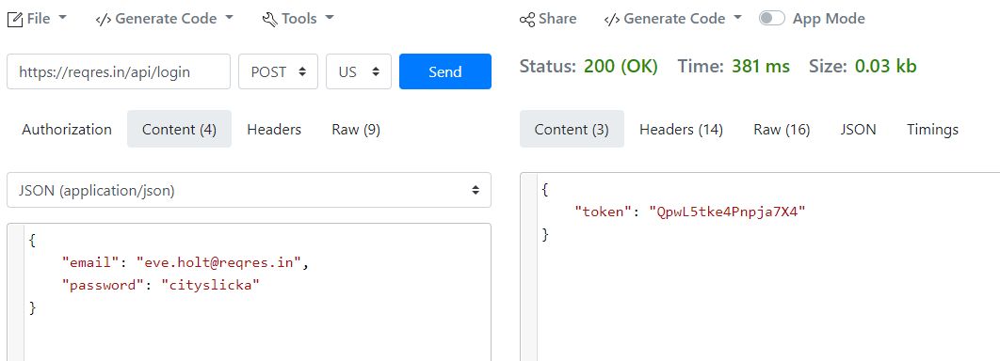 File Generate Code Tools
https://reqres.in/api/login POST US Send
Authorization Content (4) Headers Raw (9)
JSON (application/json)
{
"email": "eve.holt@reqres.in",
"password": "cityslicka"
}
Share Generate Code App Mode
Status: 200 (OK) Time: 381 ms Size: 0.03 kb
Content (3) Headers (14) Raw (16) JSON Timings
{
"token": "QpwL5tke4Pnpja7X4"
}